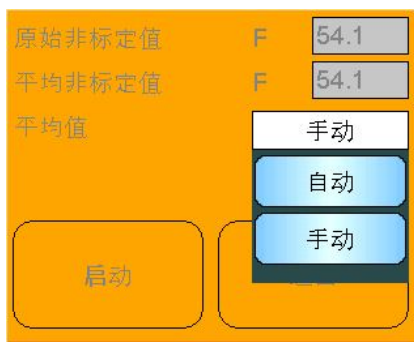 原始非标定值 F 54.1
平均非标定值 F 54.1
平均值 手动
自动
手动
启动